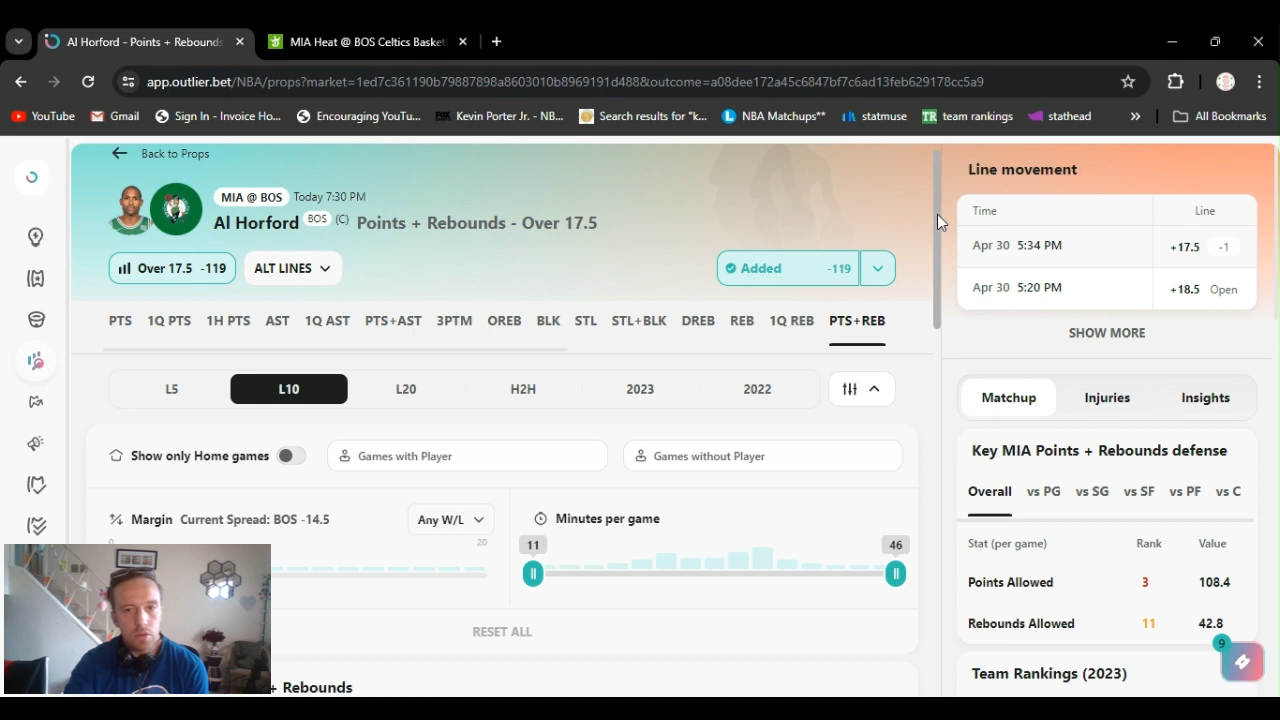 Al Horford - Points + Rebounds
MIA Heat @ BOS Celtics Basket
app.outlier.bet/NBA/props?market=1ed7c361190b79887898a8603010b8969191d488&outcome=a08dee172a45c6847bf7c6ad13feb629178cc5a9
YouTube
Gmail
Sign In - Invoice Ho...
Encouraging YouTu...
Kevin Porter Jr. - NB...
Search results for "k...
NBA Matchups**
statmuse
TR team rankings
stathead
»
All Bookmarks
Back to Props
MIA @ BOS Today 7:30 PM
Al Horford BOS (C) Points + Rebounds - Over 17.5
Over 17.5 -119
ALT LINES
Added -119
PTS 1Q PTS 1H PTS AST 1Q AST PTS+AST 3PTM OREB BLK STL STL+BLK DREB REB 1Q REB PTS+REB
L5 L10 L20 H2H 2023 2022
Show only Home games
Games with Player
Games without Player
Margin Current Spread: BOS -14.5
Any W/L
0 20
Minutes per game
11 46
RESET ALL
+ Rebounds
Line movement
Time Line
Apr 30 5:34 PM +17.5 -1
Apr 30 5:20 PM +18.5 Open
SHOW MORE
Matchup Injuries Insights
Key MIA Points + Rebounds defense
Overall vs PG vs SG vs SF vs PF vs C
Stat (per game) Rank Value
Points Allowed 3 108.4
Rebounds Allowed 11 42.8
9
Team Rankings (2023)